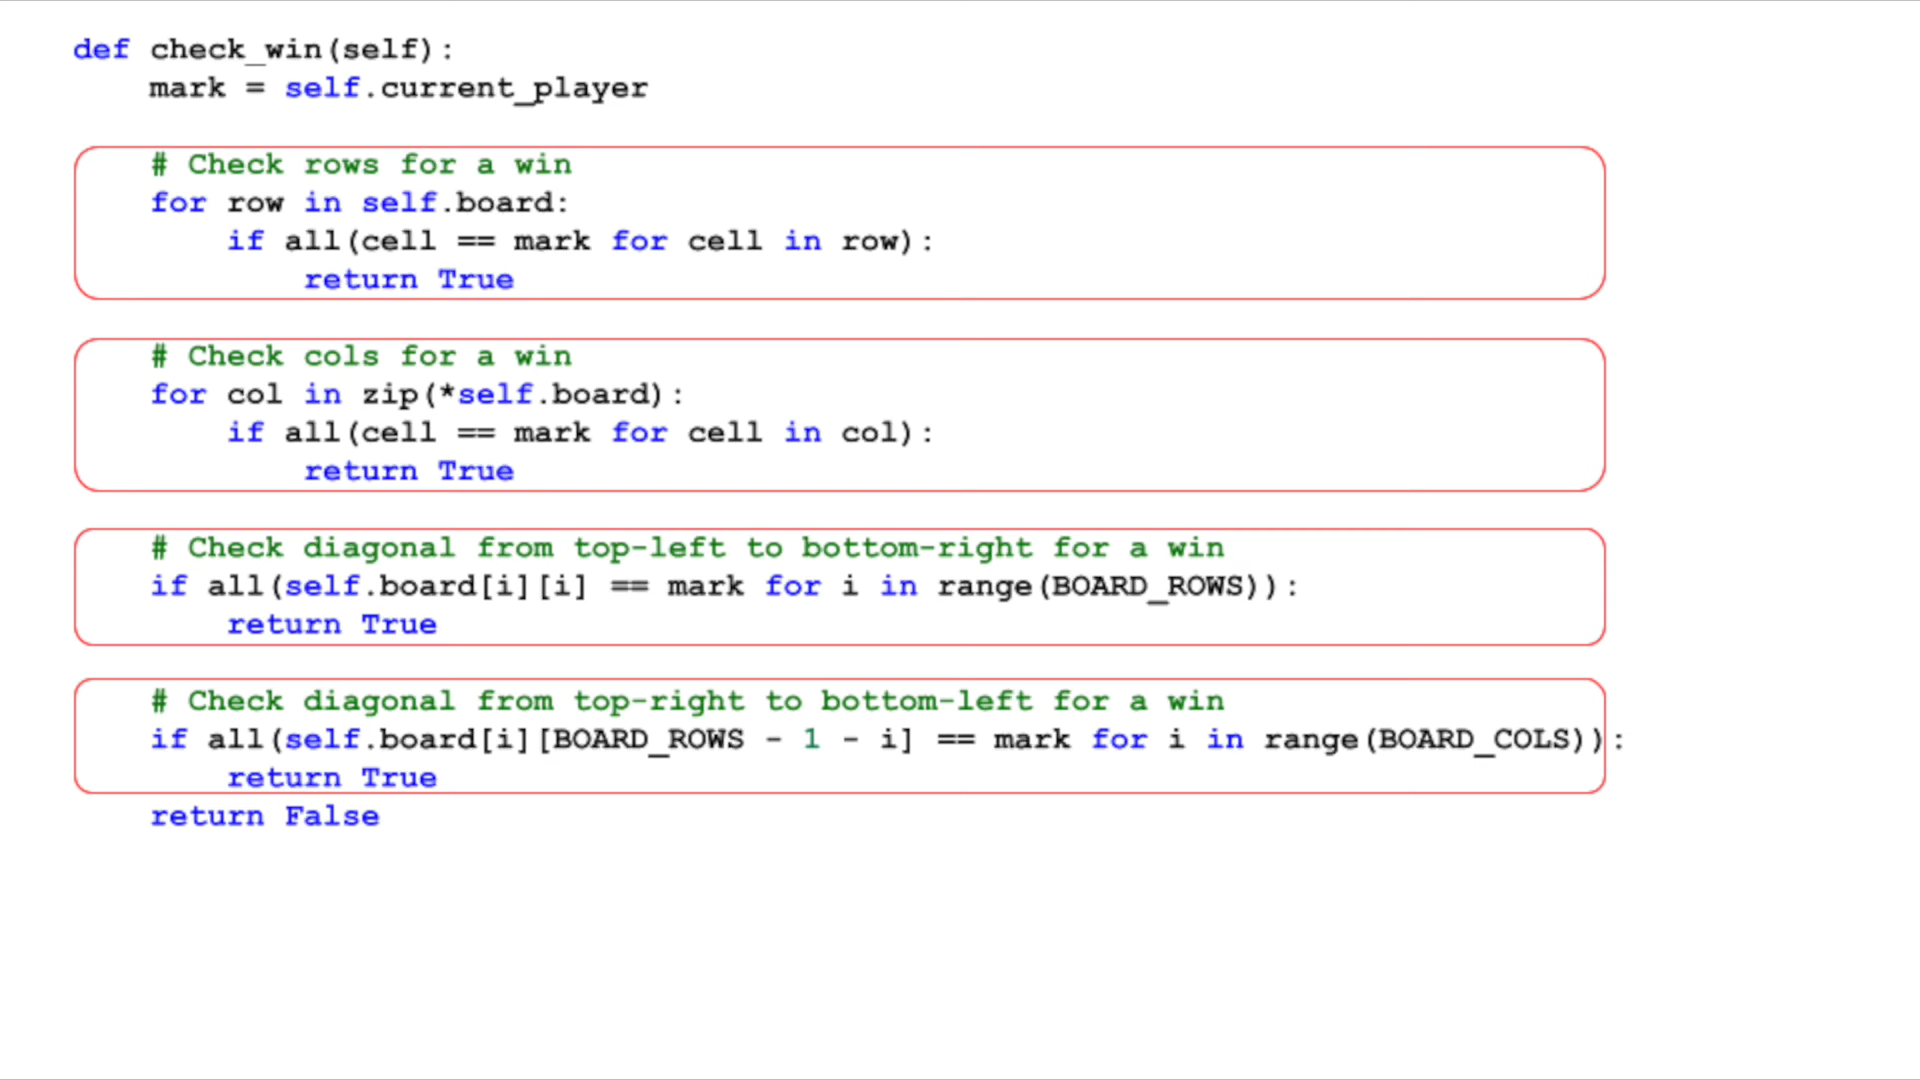 def check_win(self):
    mark = self.current_player
    # Check rows for a win
    for row in self.board:
        if all(cell == mark for cell in row):
            return True
    # Check cols for a win
    for col in zip(*self.board):
        if all(cell == mark for cell in col):
            return True
    # Check diagonal from top-left to bottom-right for a win
    if all(self.board[i][i] == mark for i in range(BOARD_ROWS)):
        return True
    # Check diagonal from top-right to bottom-left for a win
    if all(self.board[i][BOARD_ROWS - 1 - i] == mark for i in range(BOARD_COLS)):
        return True
    return False